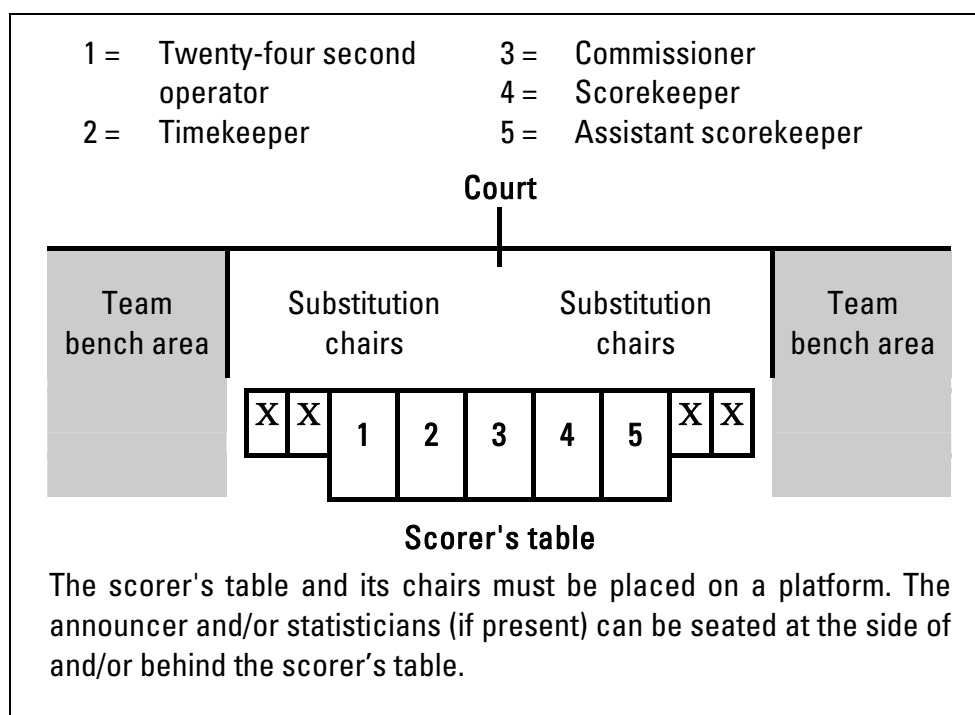 1 = Twenty-four second operator
2 = Timekeeper
3 = Commissioner
4 = Scorekeeper
5 = Assistant scorekeeper
Court
Team bench area
Substitution chairs
Substitution chairs
Team bench area
X X 1 2 3 4 5 X X
Scorer's table
The scorer's table and its chairs must be placed on a platform. The
announcer and/or statisticians (if present) can be seated at the side of
and/or behind the scorer’s table.